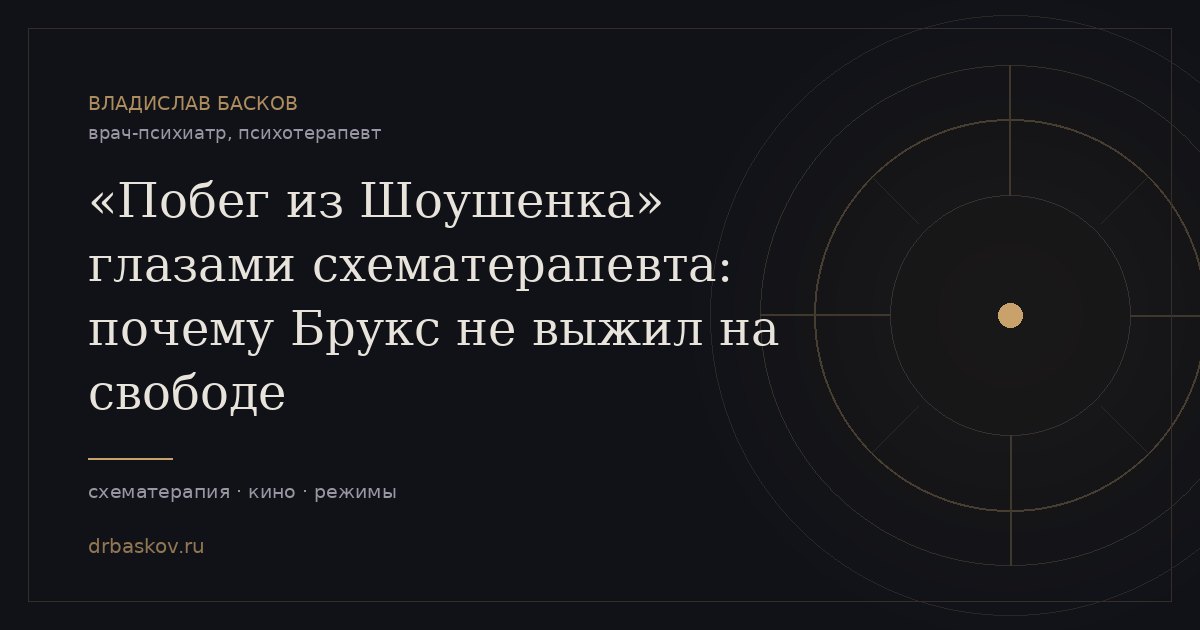 ВЛАДИСЛАВ БАСКОВ
врач-психиатр, психотерапевт
«Побег из Шоушенка»
глазами схематерапевта:
почему Брукс не выжил на
свободе
схематерапия · кино · режимы
drbaskov.ru